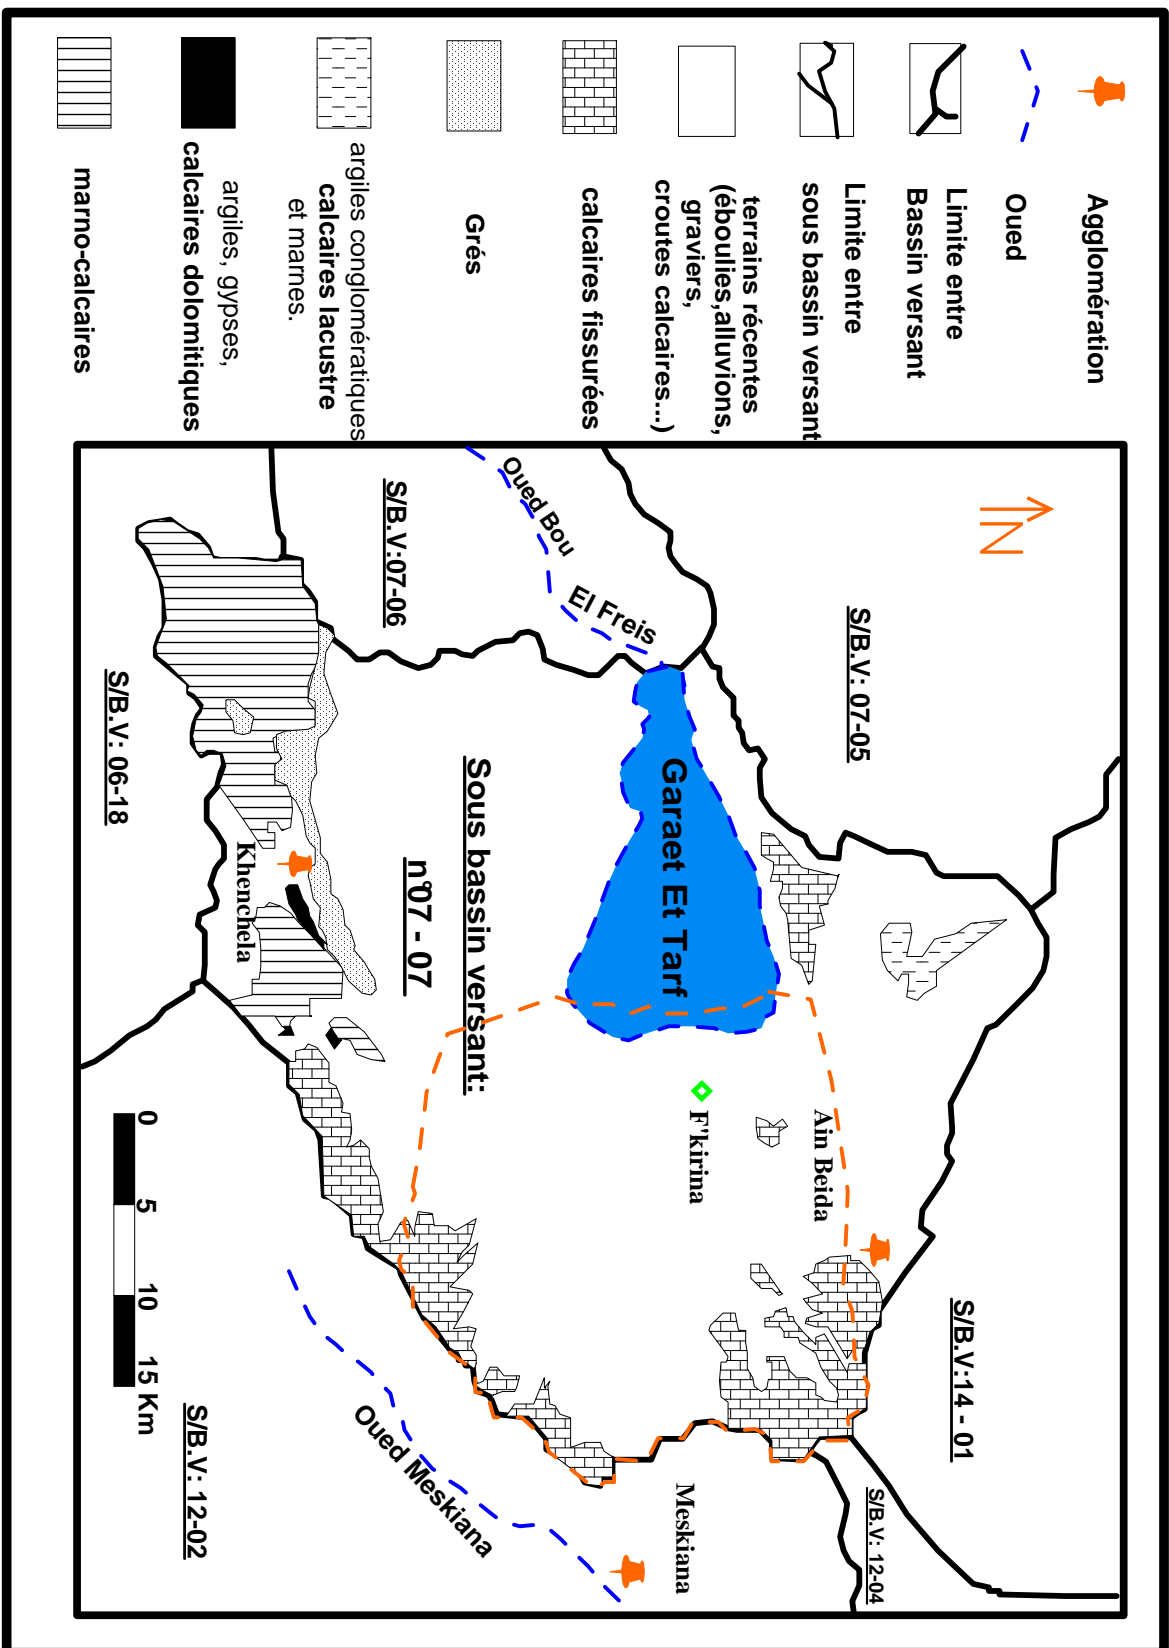 Agglomération
Oued
Limite entre
Bassin versant
Limite entre
sous bassin versant
terrains récentes
(éboulies,alluvions,
graviers,
croutes calcaires...)
calcaires fissurées
Grés
argiles conglomératiques
calcaires lacustre
et marnes.
argiles, gypses,
calcaires dolomitiques
marno-calcaires
N
S/B.V: 07-05
S/B.V:14 - 01
S/B.V: 12-04
Ain Beida
Oued Bou
El Freis
Garaet Et Tarf
F'kirina
Meskiana
S/B.V:07-06
Sous bassin versant:
n°07 - 07
Oued Meskiana
Khenchela
S/B.V: 06-18
S/B.V: 12-02
0 5 10 15 Km